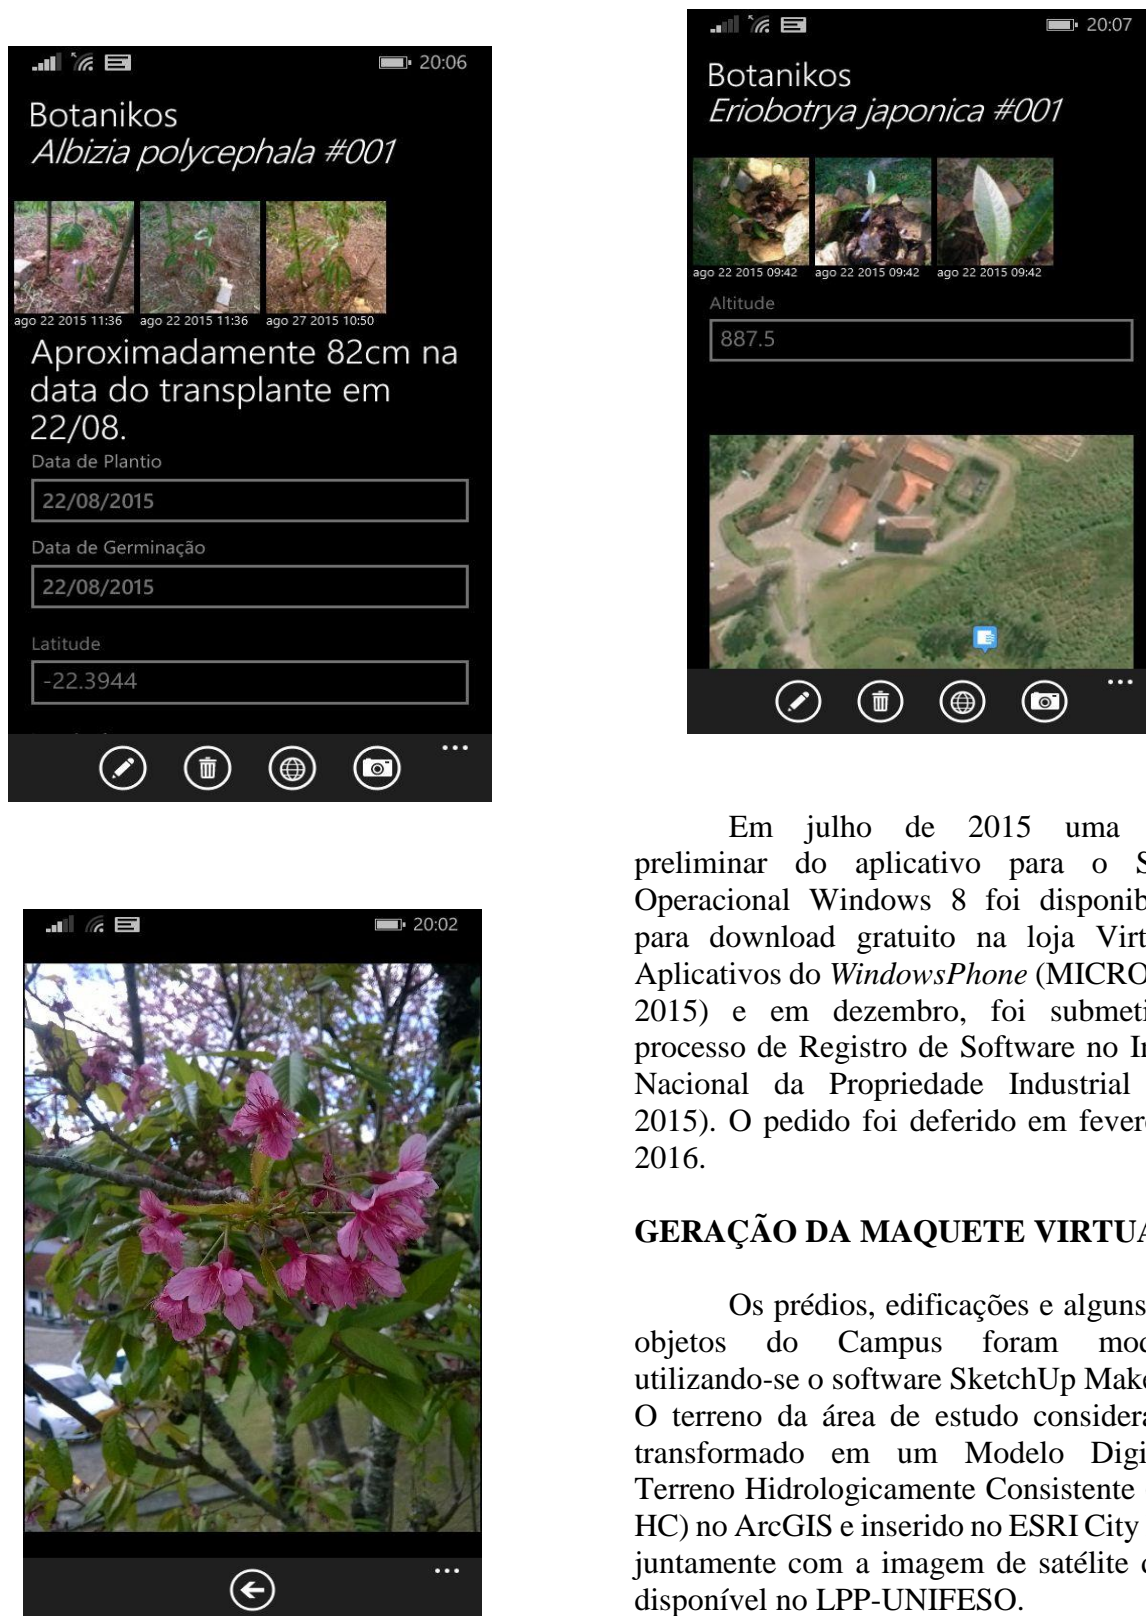 20:06
Botanikos
Albizia polycephala #001
ago 22 2015 11:36 ago 22 2015 11:36 ago 27 2015 10:50
Aproximadamente 82cm na
data do transplante em
22/08.
Data de Plantio
22/08/2015
Data de Germinação
22/08/2015
Latitude
-22.3944
20:02
20:07
Botanikos
Eriobotrya japonica #001
ago 22 2015 09:42 ago 22 2015 09:42 ago 22 2015 09:42
Altitude
887.5
Em julho de 2015 uma
preliminar do aplicativo para o S
Operacional Windows 8 foi disponib
para download gratuito na loja Virt
Aplicativos do WindowsPhone (MICRO
2015) e em dezembro, foi submeti
processo de Registro de Software no In
Nacional da Propriedade Industrial
2015). O pedido foi deferido em fever
2016.
GERAÇÃO DA MAQUETE VIRTUA
Os prédios, edificações e alguns
objetos do Campus foram mod
utilizando-se o software SketchUp Mak
O terreno da área de estudo consider
transformado em um Modelo Digi
Terreno Hidrologicamente Consistente
HC) no ArcGIS e inserido no ESRI City
juntamente com a imagem de satélite
disponível no LPP-UNIFESO.